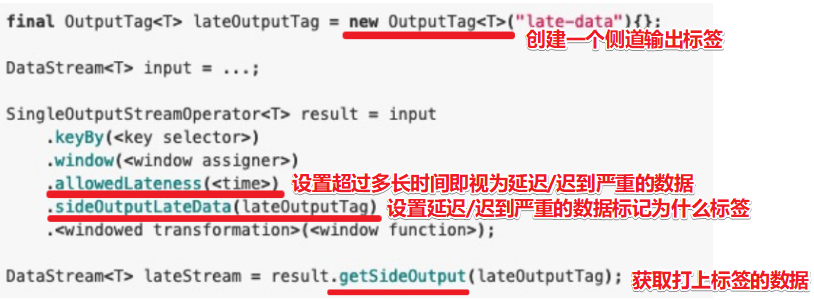 final OutputTag<T> lateOutputTag = new OutputTag<T>("late-data"){};
创建一个侧道输出标签
DataStream<T> input = ...;
SingleOutputStreamOperator<T> result = input
.keyBy(<key selector>)
.window(<window assigner>)
.allowedLateness(<time>) 设置超过多长时间即视为延迟/迟到严重的数据
.sideOutputLateData(lateOutputTag) 设置延迟/迟到严重的数据标记为什么标签
.<windowed transformation>(<window function>);
DataStream<T> lateStream = result.getSideOutput(lateOutputTag); 获取打上标签的数据